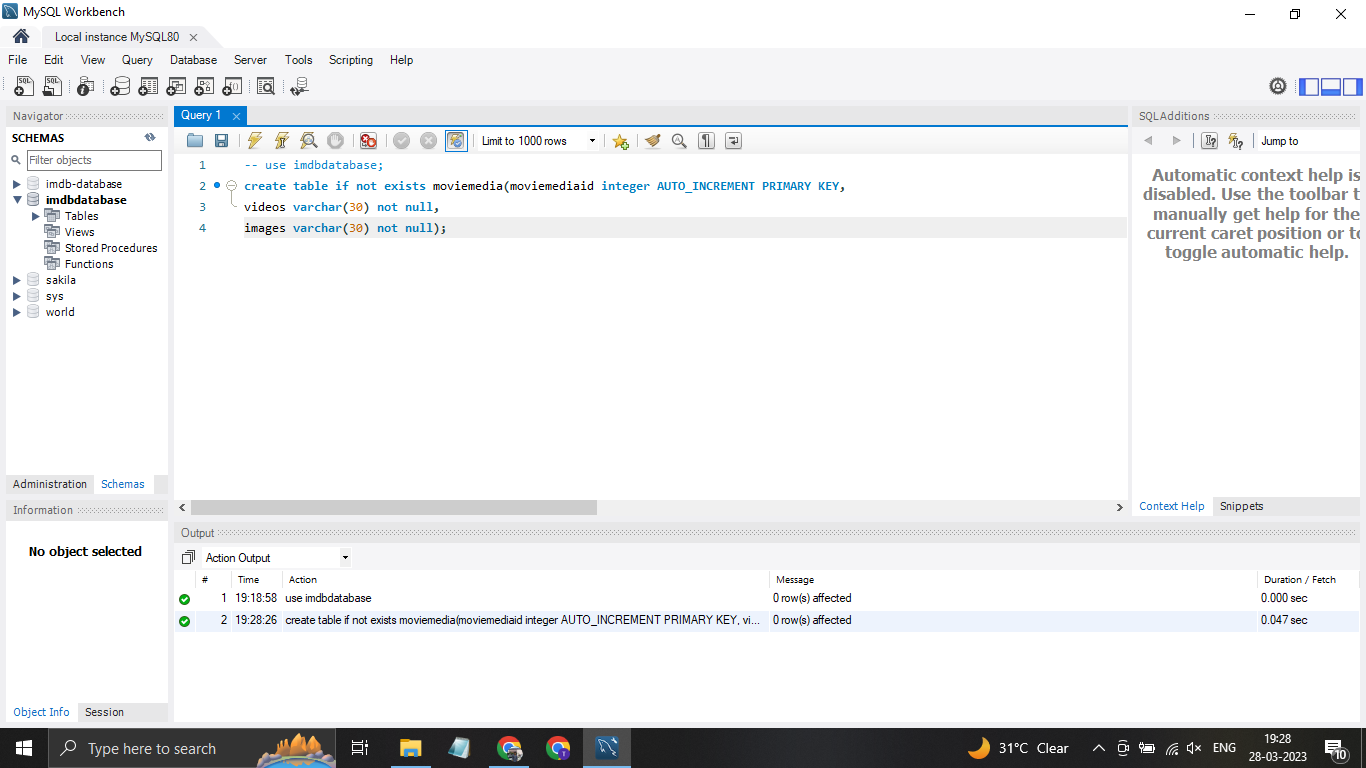 MySQL Workbench
Local instance MySQL80
File Edit View Query Database Server Tools Scripting Help
Navigator
SCHEMAS
Filter objects
imdb-database
imdbdatabase
Tables
Views
Stored Procedures
Functions
sakila
sys
world
Administration Schemas
Information
No object selected
Object Info Session
Query 1
Limit to 1000 rows
1 -- use imdbdatabase;
2 create table if not exists moviemedia(moviemediaid integer AUTO_INCREMENT PRIMARY KEY,
3 videos varchar(30) not null,
4 images varchar(30) not null);
SQLAdditions
Jump to
Automatic context help is
disabled. Use the toolbar t
manually get help for the
current caret position or to
toggle automatic help.
Context Help Snippets
Output
Action Output
# Time Action Message Duration / Fetch
1 19:18:58 use imdbdatabase 0 row(s) affected 0.000 sec
2 19:28:26 create table if not exists moviemedia(moviemediaid integer AUTO_INCREMENT PRIMARY KEY, vi... 0 row(s) affected 0.047 sec
Type here to search
31°C Clear
ENG
19:28
28-03-2023
10